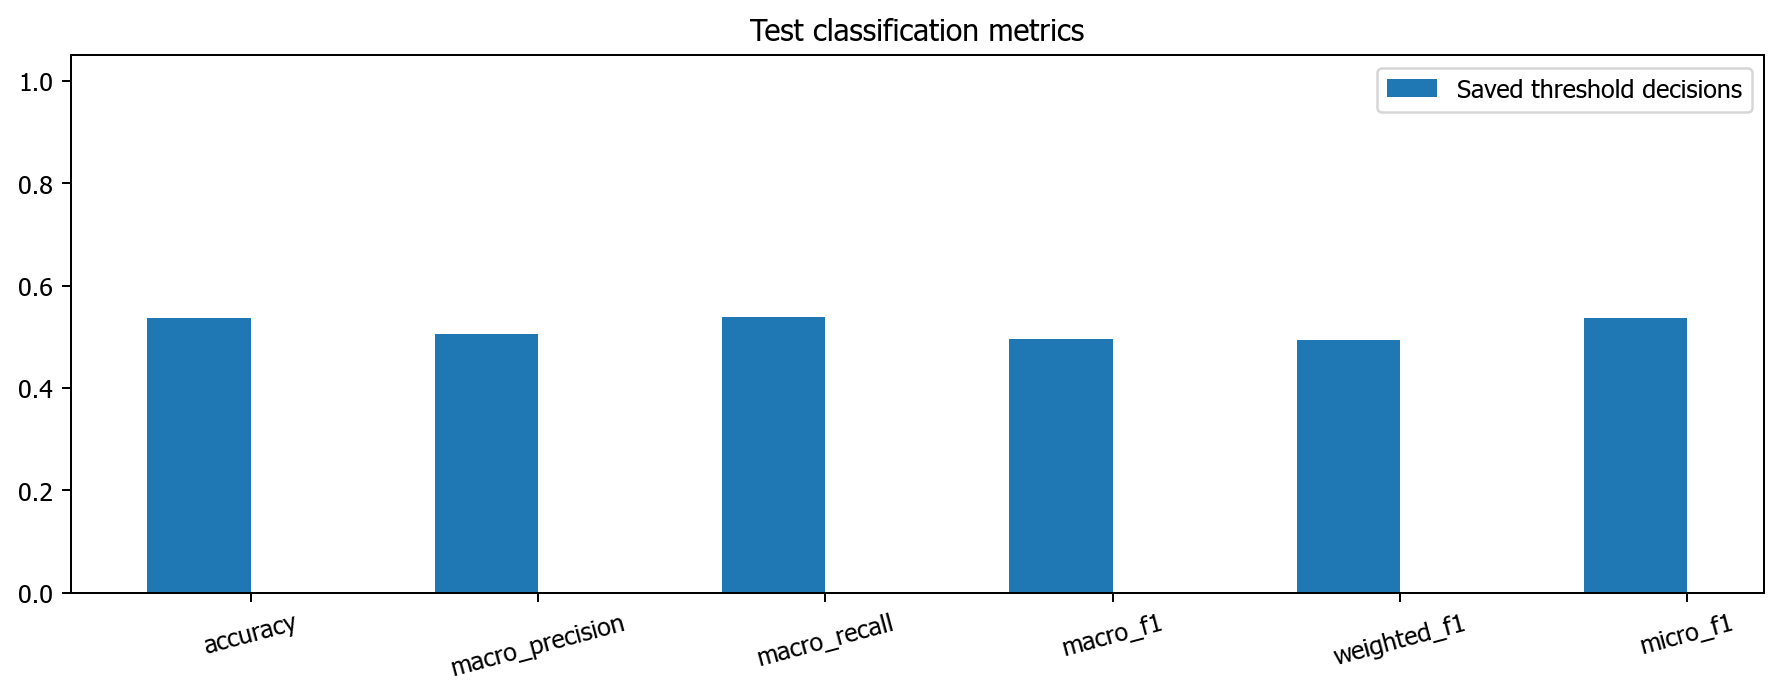 Test classification metrics
Saved threshold decisions
1.0
0.8
0.6
0.4
0.2
0.0
accuracy
macro_precision
macro_recall
macro_f1
weighted_f1
micro_f1